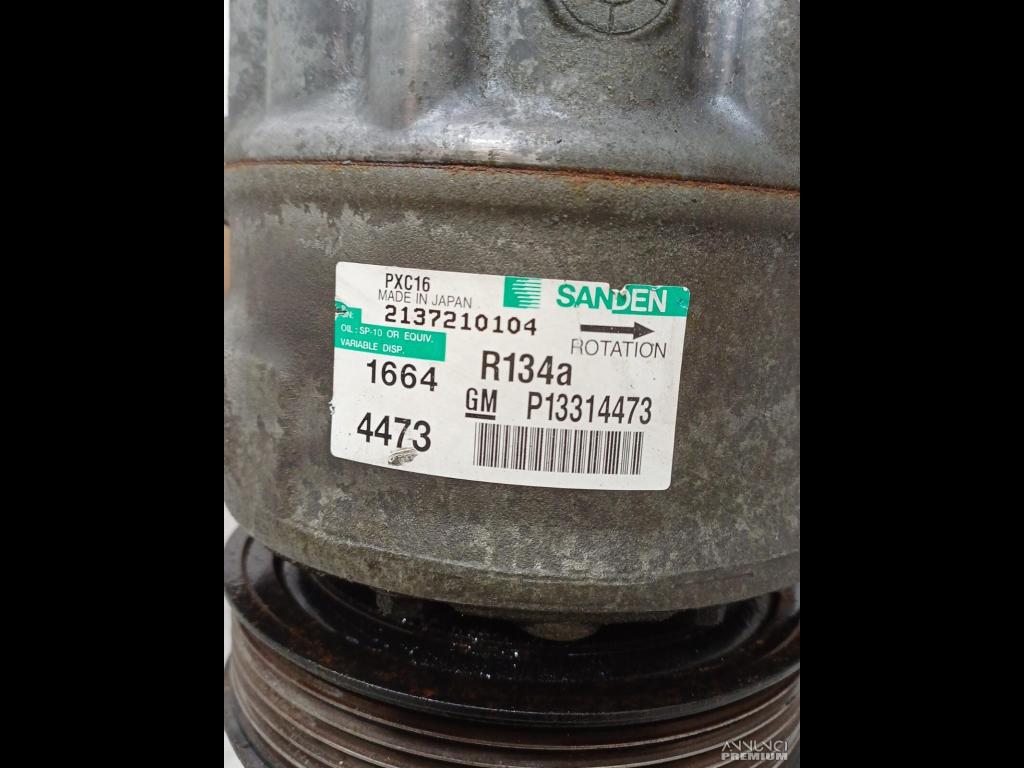 PXC16
MADE IN JAPAN
SANDEN
2137210104
OIL : SP-10 OR EQUIV.
VARIABLE DISP.
ROTATION
1664
R134a
GM P13314473
4473
ANNUNCI
PREMIUM